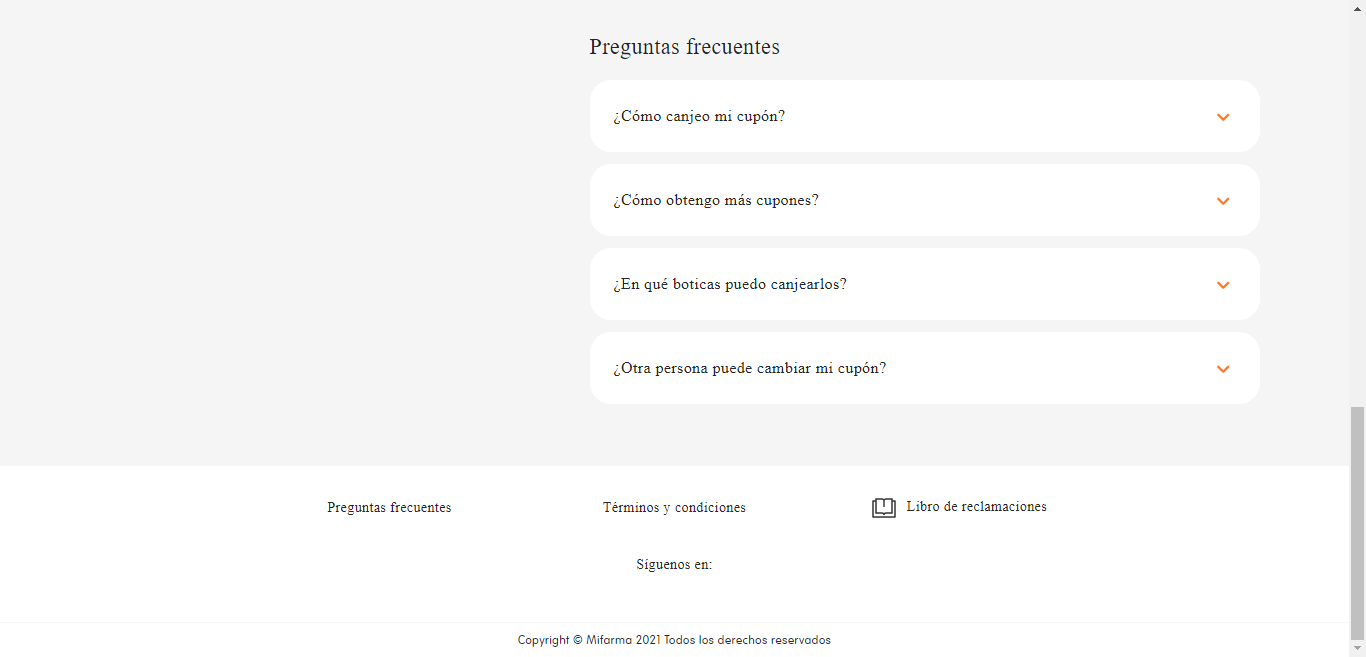 Preguntas frecuentes
¿Cómo canjeo mi cupón?
¿Cómo obtengo más cupones?
¿En qué boticas puedo canjearlos?
¿Otra persona puede cambiar mi cupón?
Preguntas frecuentes
Términos y condiciones
Libro de reclamaciones
Síguenos en:
Copyright © Mifarma 2021 Todos los derechos reservados